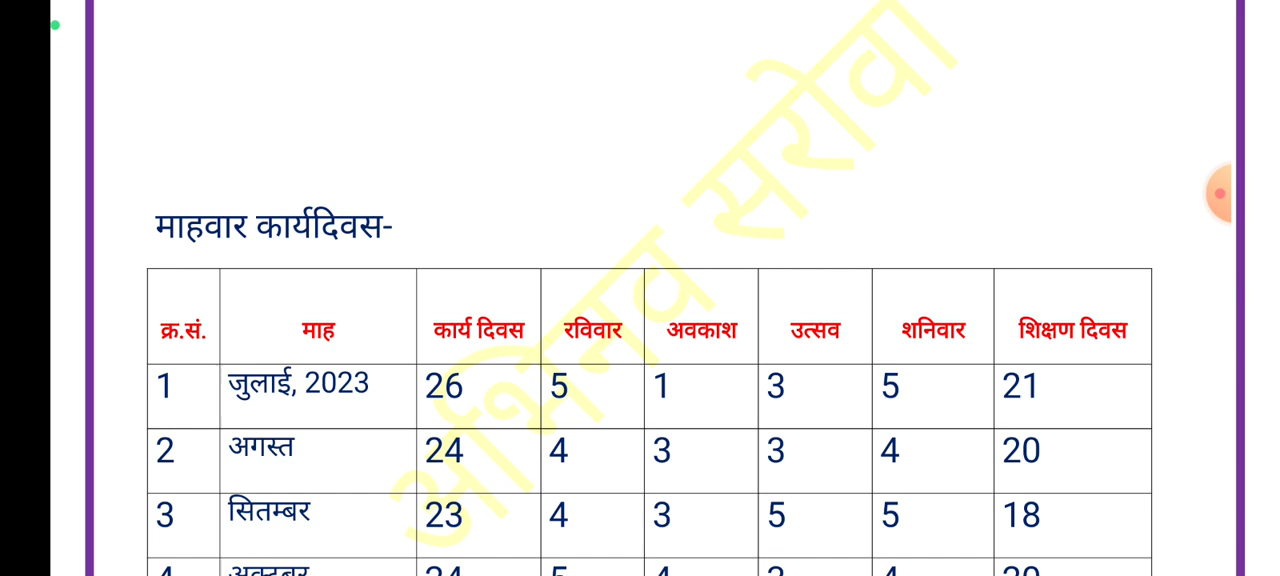 अभिनव सरोवा
माहवार कार्यदिवस-
क्र.सं. माह कार्य दिवस रविवार अवकाश उत्सव शनिवार शिक्षण दिवस
1 जुलाई, 2023 26 5 1 3 5 21
2 अगस्त 24 4 3 3 4 20
3 सितम्बर 23 4 3 5 5 18